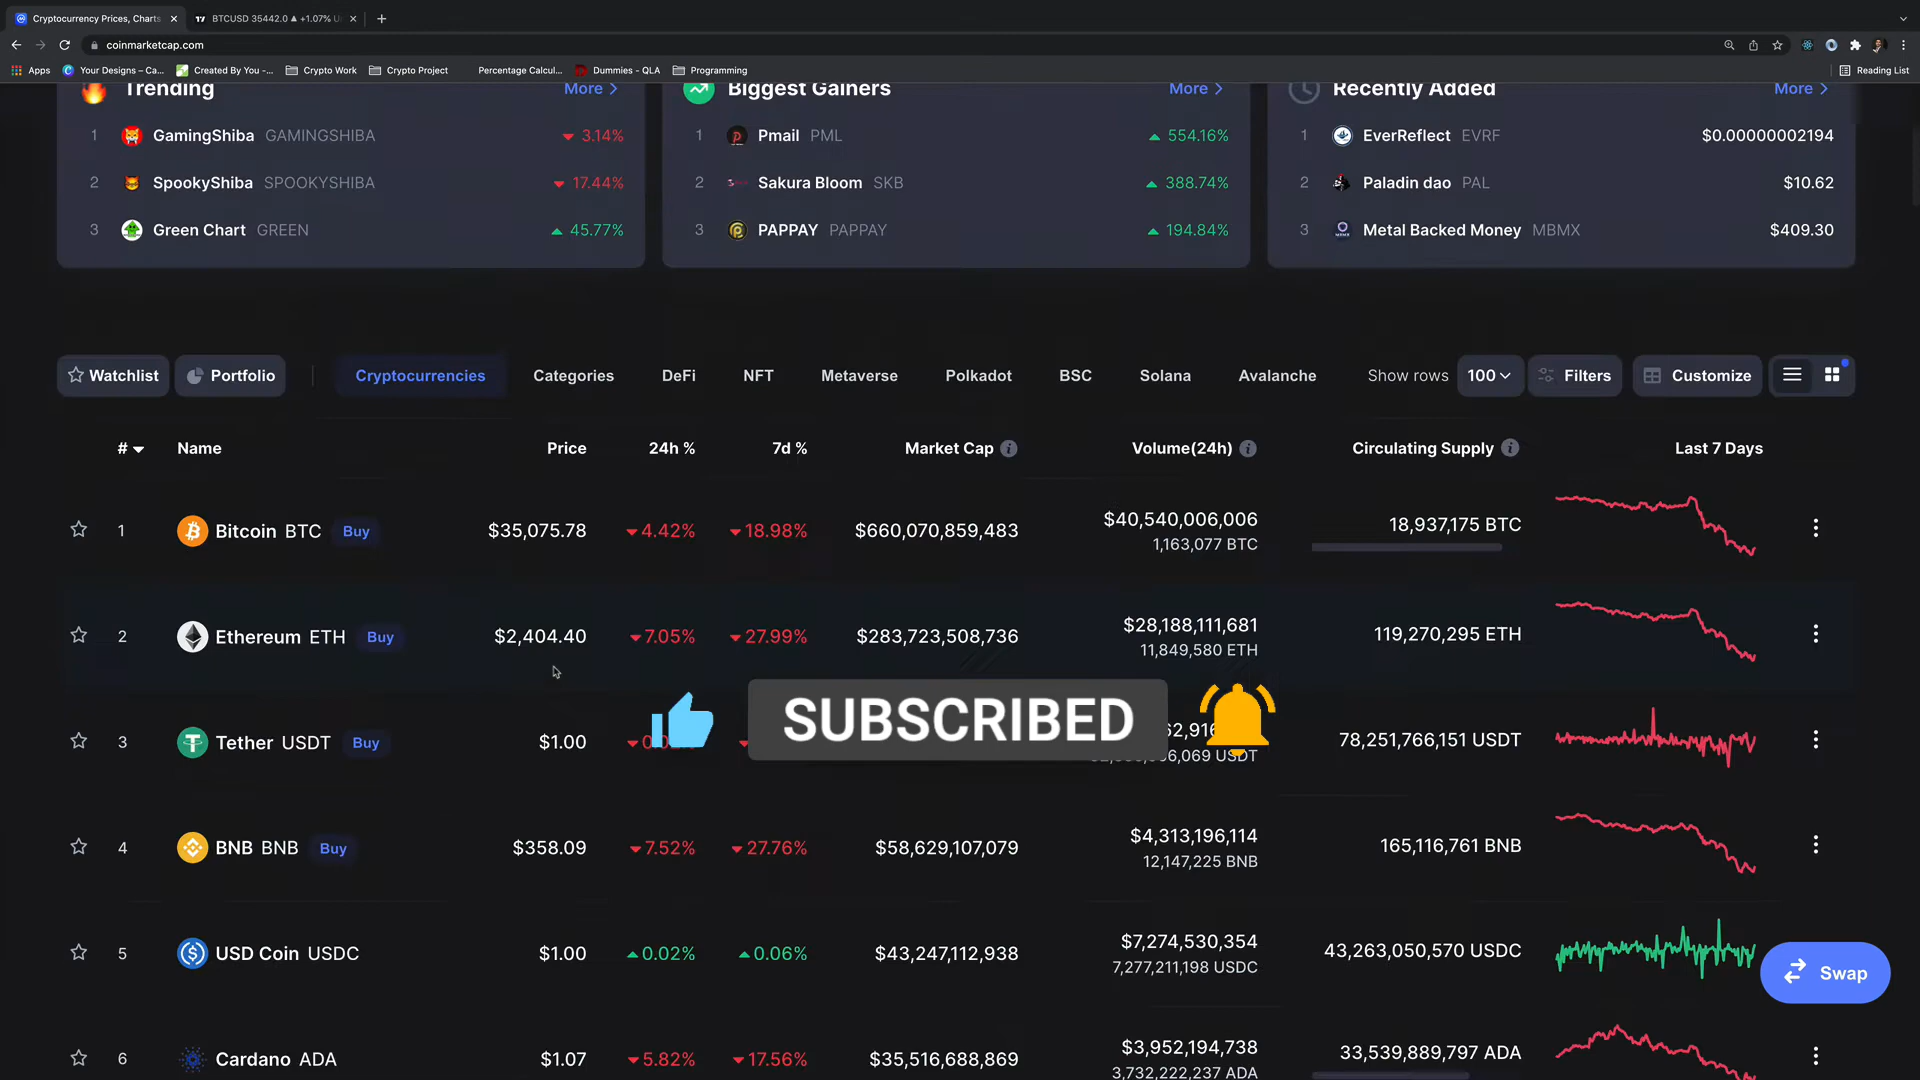 Cryptocurrency Prices, Charts
BTCUSD 35442.0 ▲ +1.07%
coinmarketcap.com
Apps
Your Designs – Ca...
Created By You -...
Crypto Work
Crypto Project
Percentage Calcul...
Dummies - QLA
Programming
Reading List
Trending
More
1 GamingShiba GAMINGSHIBA 3.14%
2 SpookyShiba SPOOKYSHIBA 17.44%
3 Green Chart GREEN 45.77%
Biggest Gainers
More
1 Pmail PML 554.16%
2 Sakura Bloom SKB 388.74%
3 PAPPAY PAPPAY 194.84%
Recently Added
More
1 EverReflect EVRF $0.00000002194
2 Paladin dao PAL $10.62
3 Metal Backed Money MBMX $409.30
Watchlist Portfolio Cryptocurrencies Categories DeFi NFT Metaverse Polkadot BSC Solana Avalanche Show rows 100 Filters Customize
# Name Price 24h % 7d % Market Cap Volume(24h) Circulating Supply Last 7 Days
1 Bitcoin BTC Buy $35,075.78 4.42% 18.98% $660,070,859,483 $40,540,006,006 18,937,175 BTC
1,163,077 BTC
2 Ethereum ETH Buy $2,404.40 7.05% 27.99% $283,723,508,736 $28,188,111,681 119,270,295 ETH
11,849,580 ETH
SUBSCRIBED
3 Tether USDT Buy $1.00 78,251,766,151 USDT
USDT
4 BNB BNB Buy $358.09 7.52% 27.76% $58,629,107,079 $4,313,196,114 165,116,761 BNB
12,147,225 BNB
5 USD Coin USDC $1.00 0.02% 0.06% $43,247,112,938 $7,274,530,354 43,263,050,570 USDC
7,277,211,198 USDC
Swap
6 Cardano ADA $1.07 5.82% 17.56% $35,516,688,869 $3,952,194,738 33,539,889,797 ADA
3,732,222,237 ADA